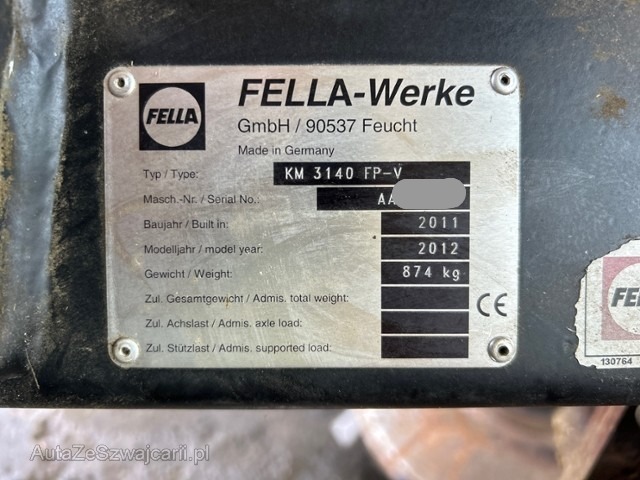 FELLA
FELLA-Werke
GmbH / 90537 Feucht
Made in Germany
Typ / Type: KM 3140 FP-V
Masch.-Nr. / Serial No.: AA
Baujahr / Built in: 2011
Modelljahr / model year: 2012
Gewicht / Weight: 874 kg
Zul. Gesamtgewicht / Admis. total weight:
Zul. Achslast / Admis. axle load:
Zul. Stützlast / Admis. supported load:
CE
130764
AutaZeSzwajcarii.pl